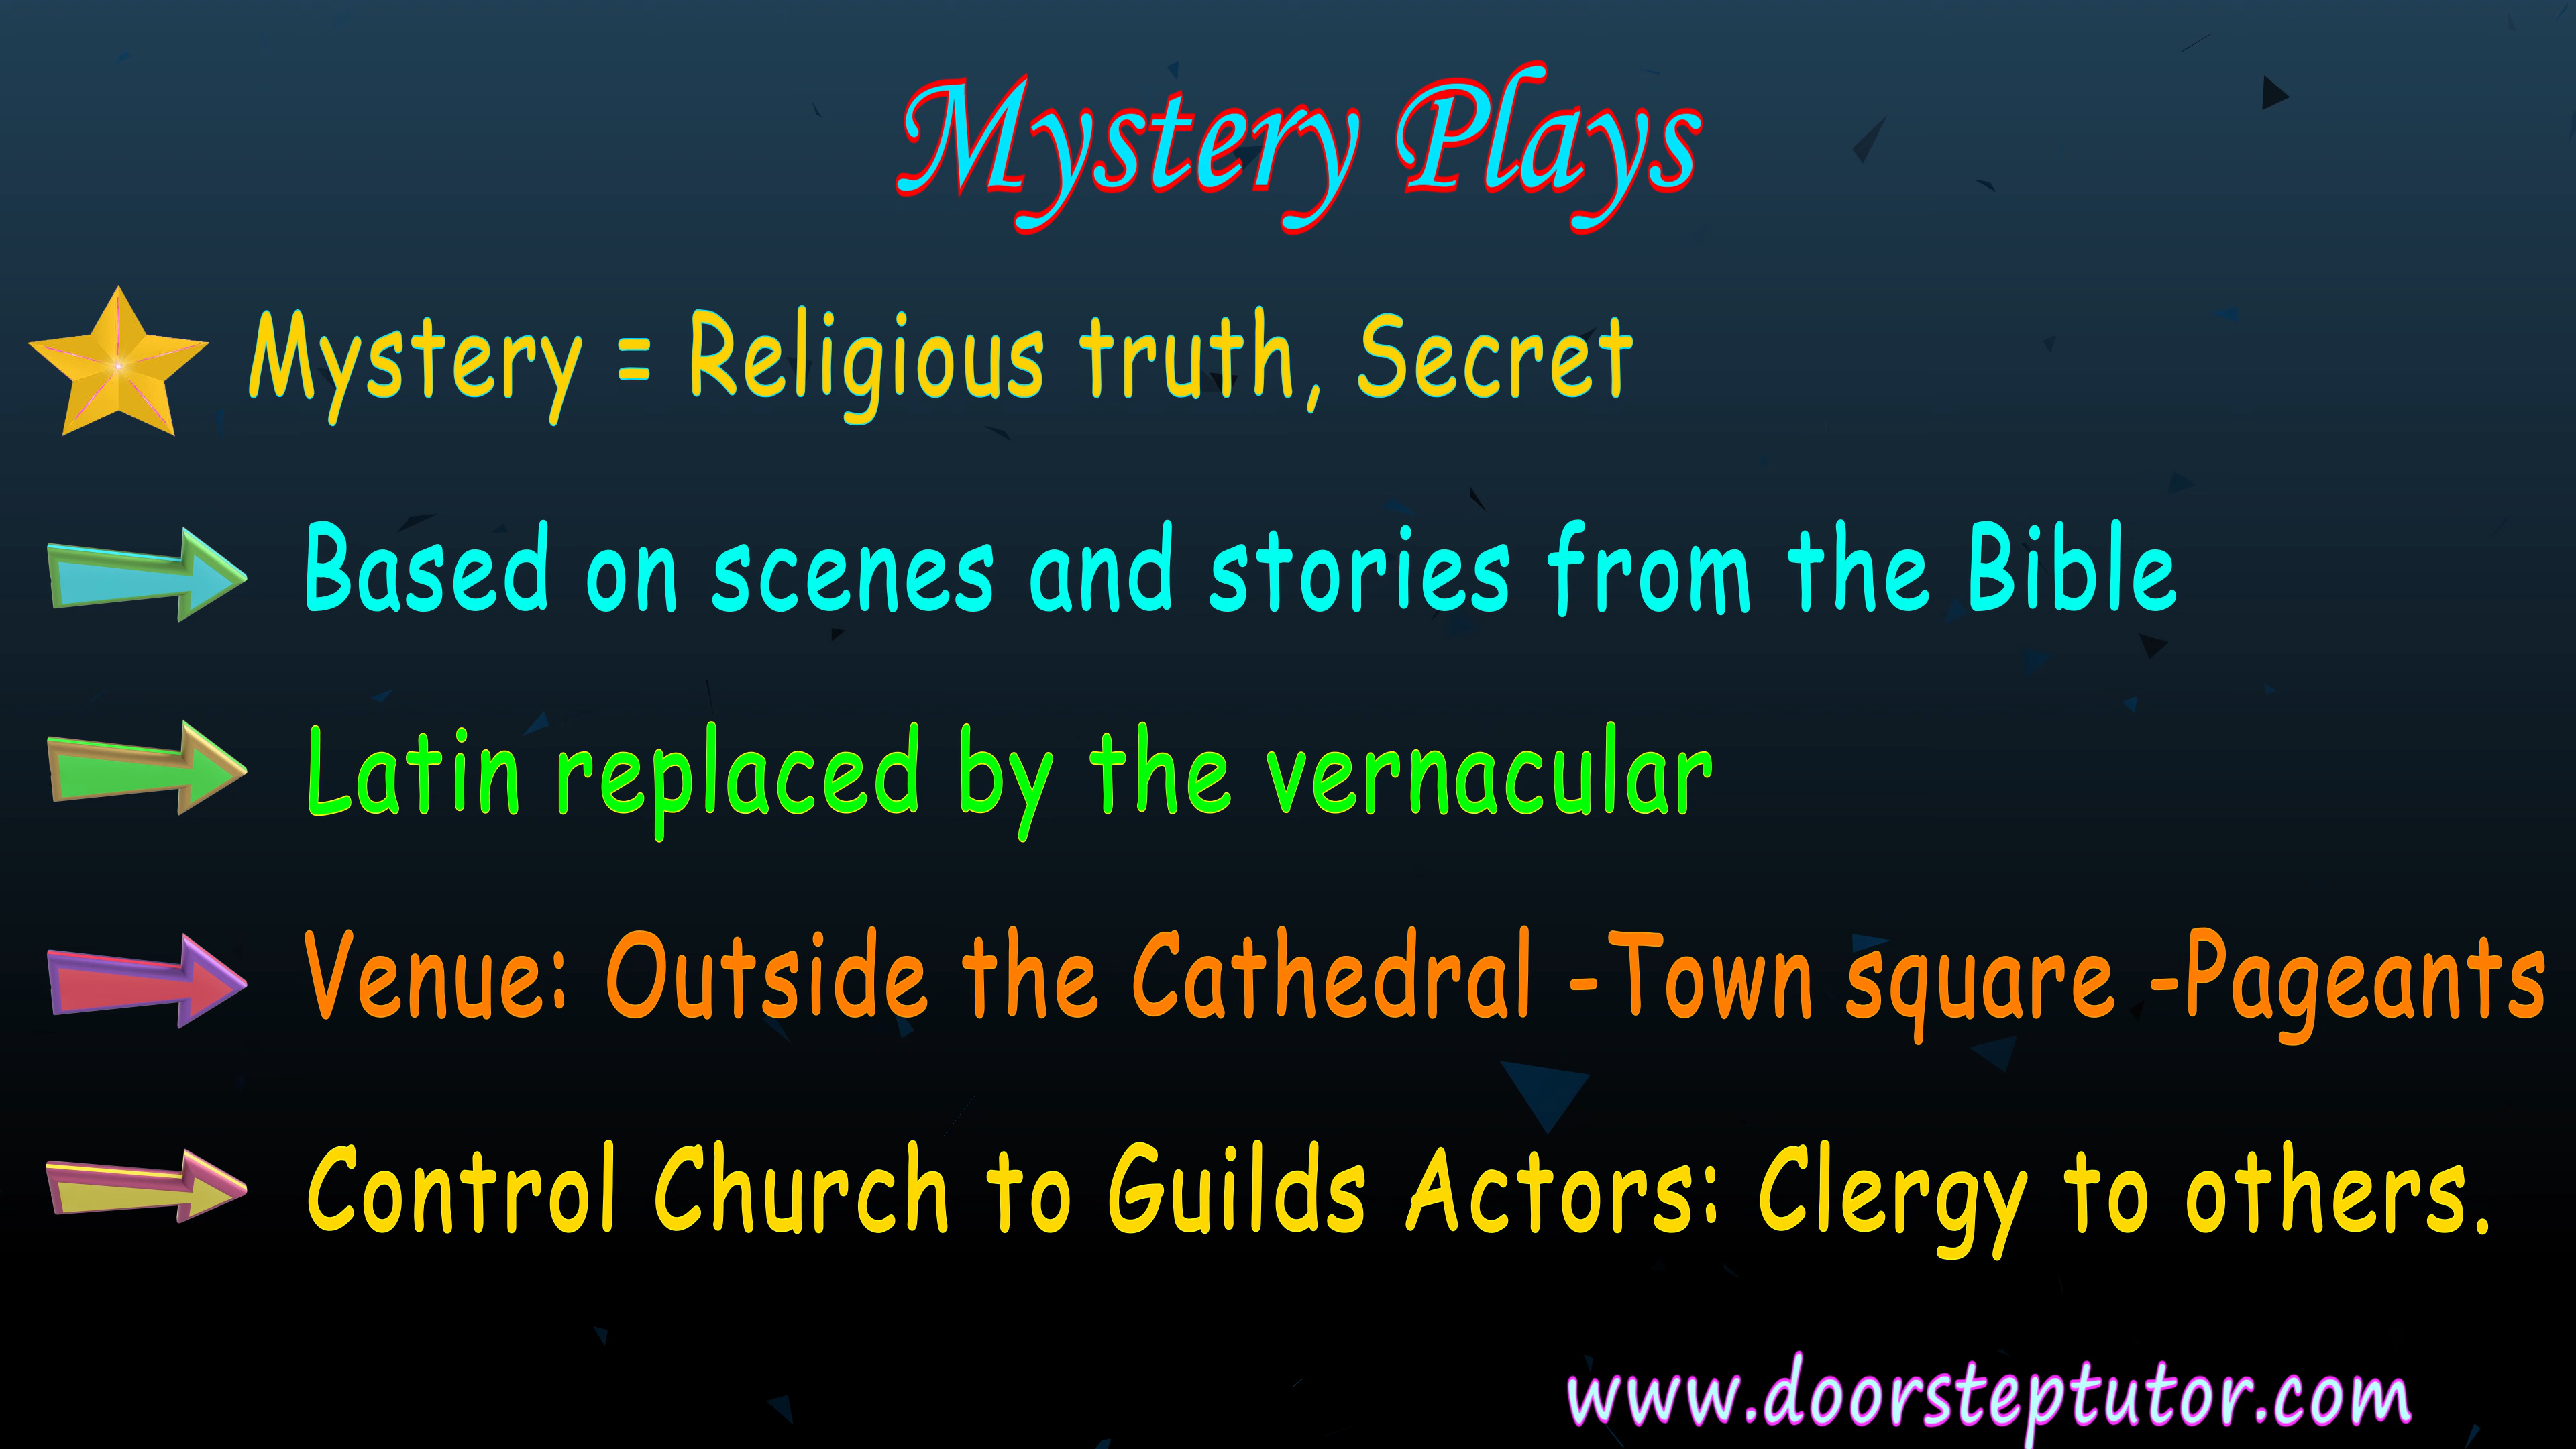 Mystery Plays
Mystery = Religious truth, Secret
Based on scenes and stories from the Bible
Latin replaced by the vernacular
Venue: Outside the Cathedral -Town square -Pageants
Control Church to Guilds Actors: Clergy to others.
www.doorsteptutor.com